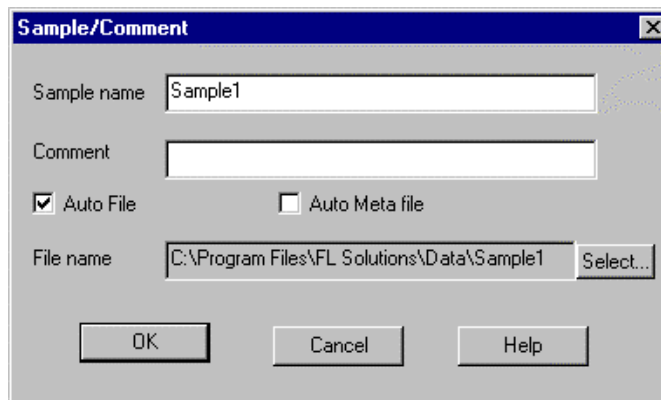 Sample/Comment
Sample name Sample1
Comment
Auto File Auto Meta file
File name C:\Program Files\FL Solutions\Data\Sample1 Select...
OK Cancel Help